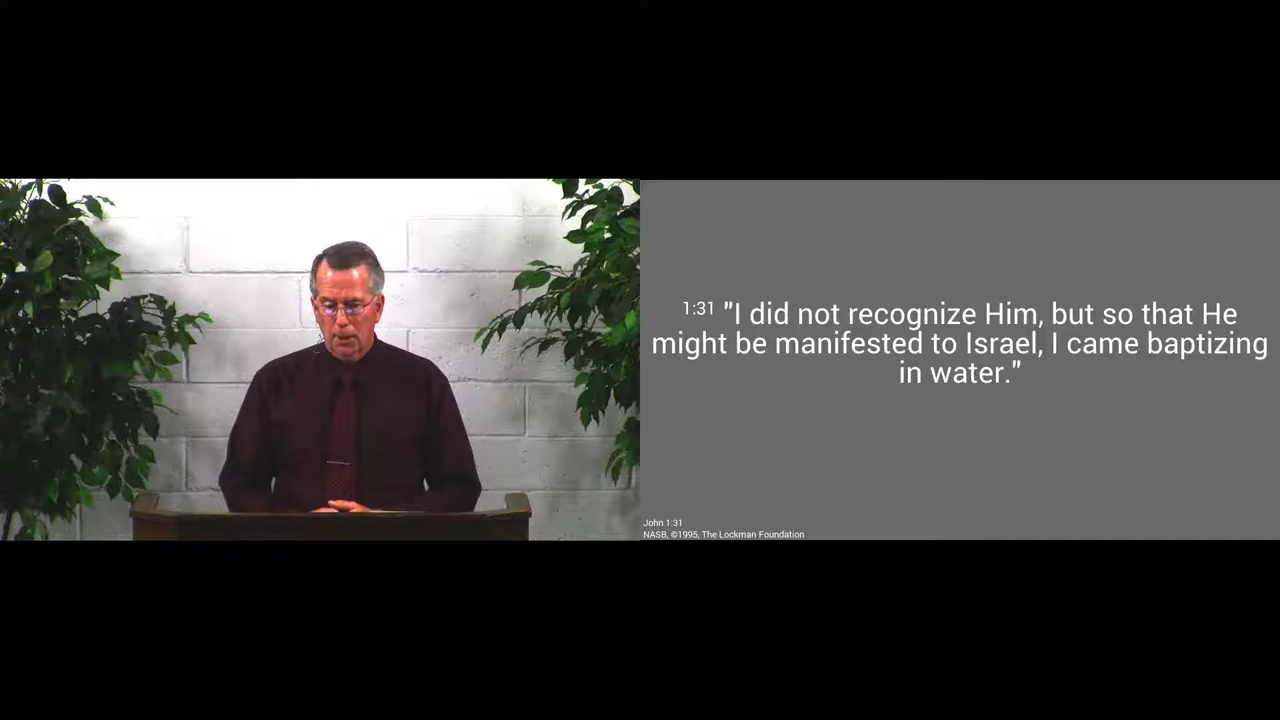 1:31 "I did not recognize Him, but so that He
might be manifested to Israel, I came baptizing
in water."
John 1:31
NASB, ©1995, The Lockman Foundation